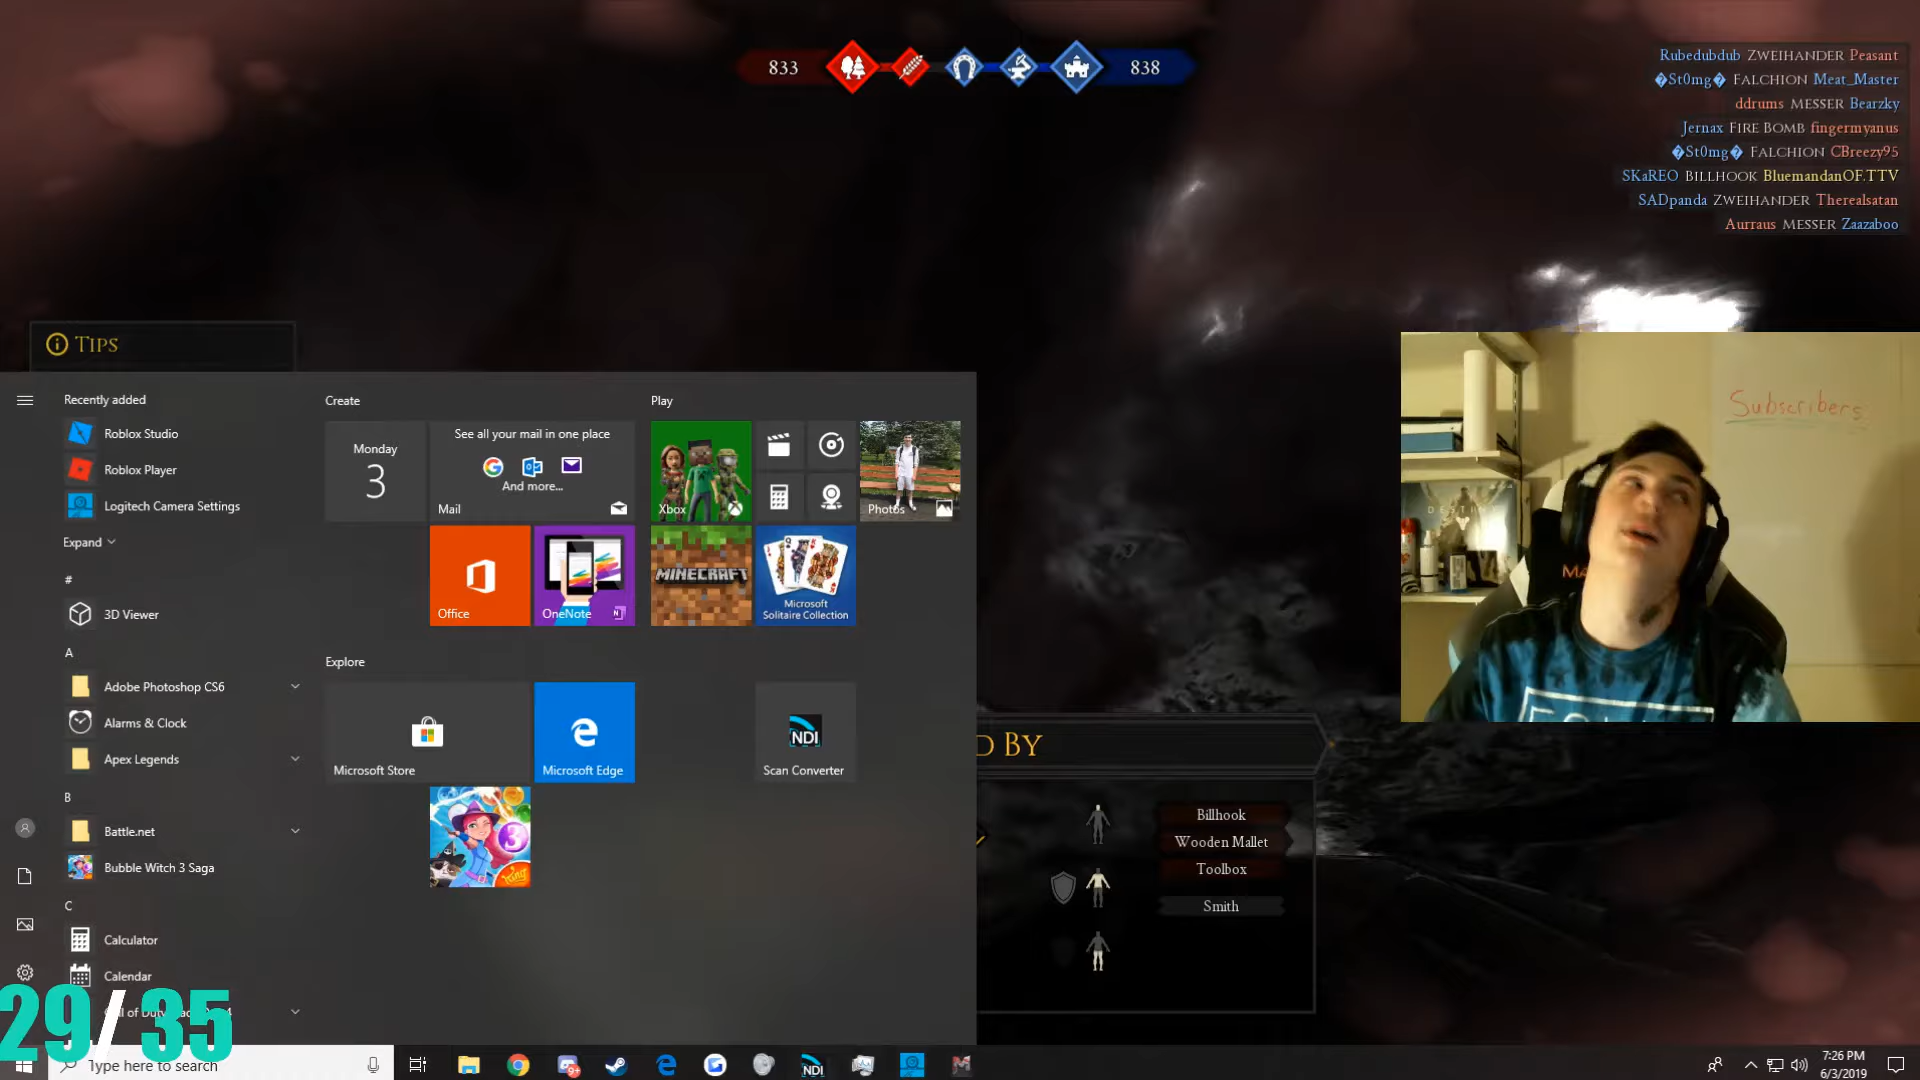 833
838
Rubedubdub ZWEIHANDER Peasant
�St0mg� FALCHION Meat_Master
ddrums MESSER Bearzky
Jernax FIRE BOMB fingermyanus
�St0mg� FALCHION CBreezy95
SKaREO BILLHOOK BluemandanOF.TTV
SADpanda ZWEIHANDER Therealsatan
Aurraus MESSER Zaazaboo
TIPS
Recently added
Roblox Studio
Roblox Player
Logitech Camera Settings
Expand
#
3D Viewer
A
Adobe Photoshop CS6
Alarms & Clock
Apex Legends
B
Battle.net
Bubble Witch 3 Saga
C
Calculator
Calendar
Create
Monday
3
See all your mail in one place
And more...
Mail
Office
OneNote
Explore
Microsoft Store
Microsoft Edge
3
King
Play
Xbox
Photos
MINECRAFT
Microsoft
Solitaire Collection
NDI
Scan Converter
Subscribers
DESTINY
D BY
Billhook
Wooden Mallet
Toolbox
Smith
29/35
Type here to search
9+
NDI
7:26 PM
6/3/2019